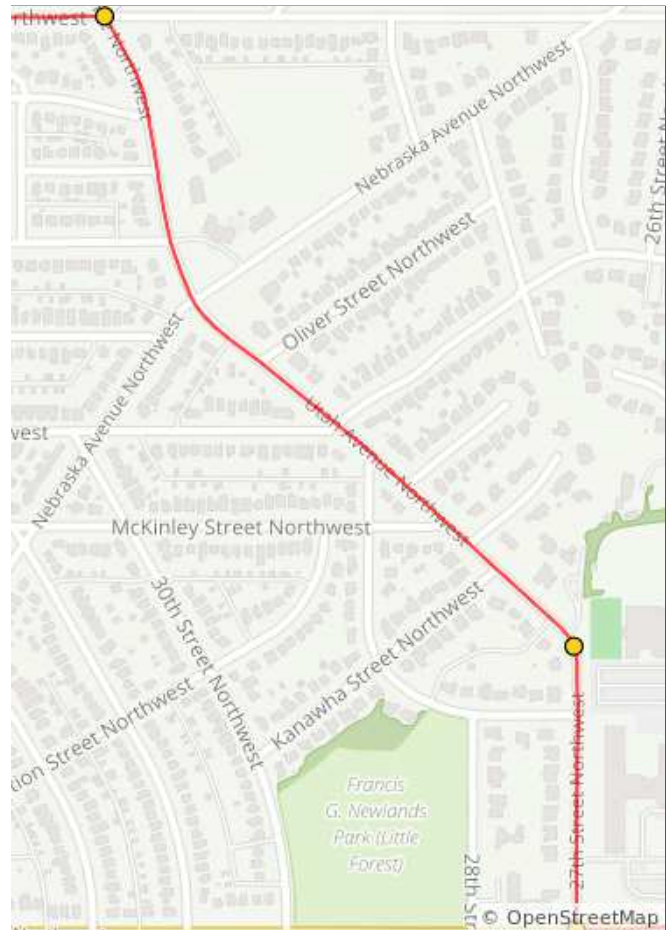 rthwest
Northwest
Nebraska Avenue Northwest
26th Street N
Oliver Street Northwest
Nebraska Avenue Northwest
Utah Avenue Northwest
west
McKinley Street Northwest
30th Street Northwest
Kanawha Street Northwest
tion Street Northwest
27th Street Northwest
Francis
G. Newlands
Park (Little
Forest)
28th Str
© OpenStreetMap